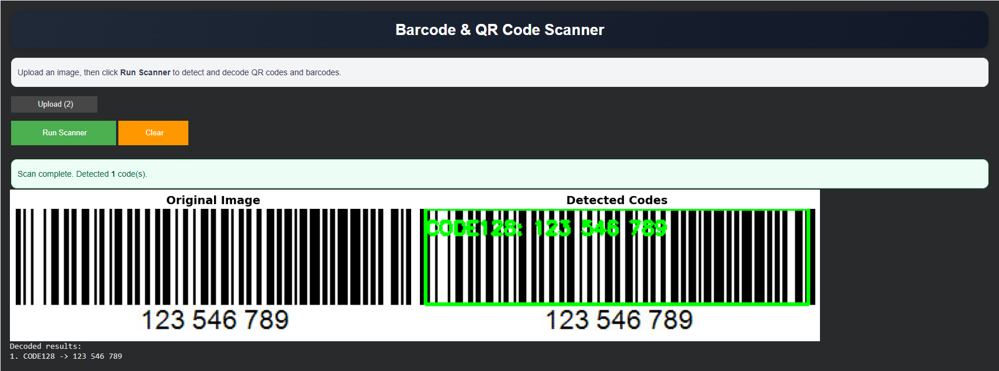 Barcode & QR Code Scanner
Upload an image, then click Run Scanner to detect and decode QR codes and barcodes.
Upload (2)
Run Scanner Clear
Scan complete. Detected 1 code(s).
Original Image
Detected Codes
CODE128: 123 546 789
123 546 789
123 546 789
Decoded results:
1. CODE128 -> 123 546 789